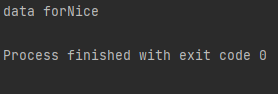 data forNice
Process finished with exit code 0